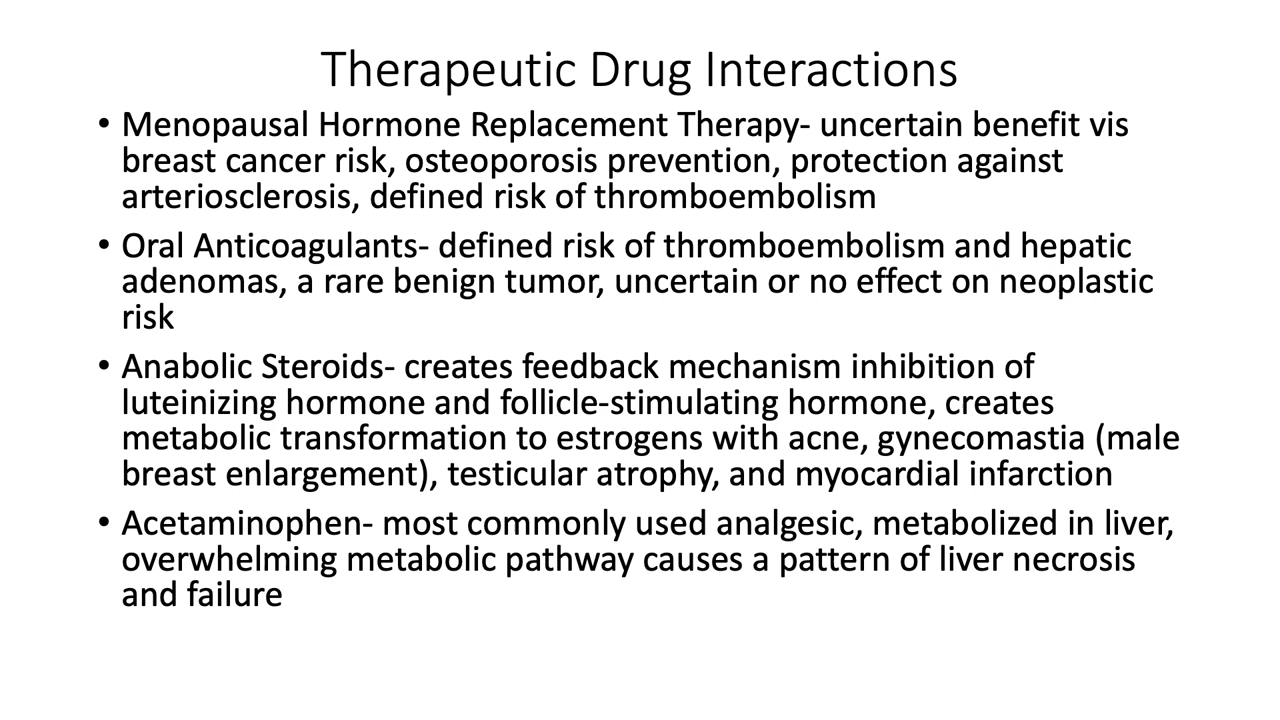 Therapeutic Drug Interactions
• Menopausal Hormone Replacement Therapy- uncertain benefit vis
breast cancer risk, osteoporosis prevention, protection against
arteriosclerosis, defined risk of thromboembolism
• Oral Anticoagulants- defined risk of thromboembolism and hepatic
adenomas, a rare benign tumor, uncertain or no effect on neoplastic
risk
• Anabolic Steroids- creates feedback mechanism inhibition of
luteinizing hormone and follicle-stimulating hormone, creates
metabolic transformation to estrogens with acne, gynecomastia (male
breast enlargement), testicular atrophy, and myocardial infarction
• Acetaminophen- most commonly used analgesic, metabolized in liver,
overwhelming metabolic pathway causes a pattern of liver necrosis
and failure